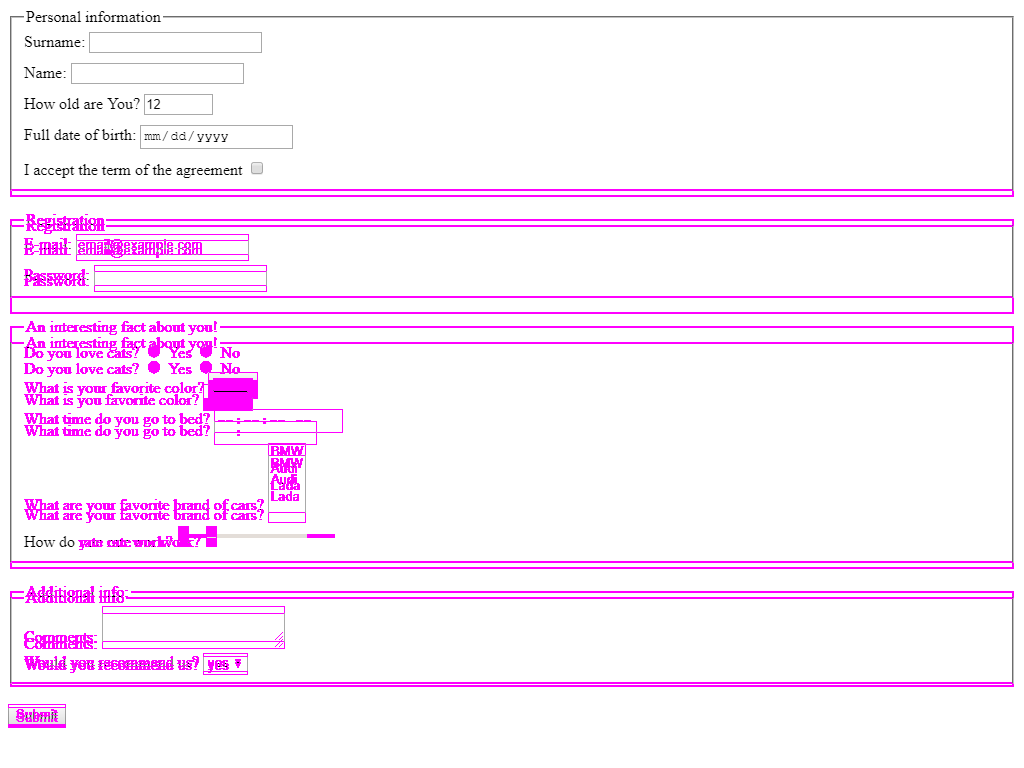 Personal information
Surname:
Name:
How old are You? 12
Full date of birth: mm/dd/yyyy
I accept the term of the agreement
Registration
Registration
E-mail: email@example.com
E-mail: email@example.com
Password:
Password:
An interesting fact about you!
An interesting fact about you!
Do you love cats? Yes No
Do you love cats? Yes No
What is your favorite color?
What is you favorite color?
What time do you go to bed? --:--:-- --
What time do you go to bed? :
BMW
BMW
Audi
Audi
Lada
Lada
What are your favorite brand of cars?
What are your favorite brand of cars?
How do
Additional info:
Additional info
Comments:
Comments:
Would you recommend us? yes
Would you recommend us? yes
Submit
Submit